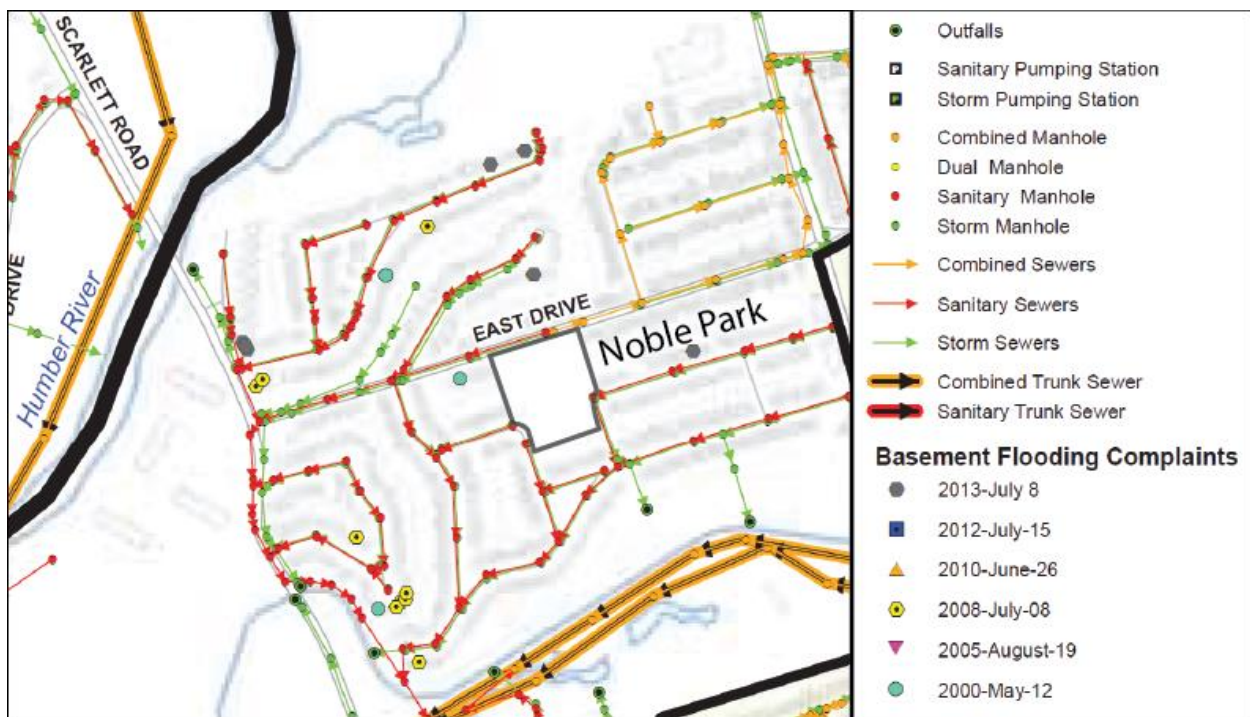 SCARLETT ROAD
DRIVE
Humber River
EAST DRIVE
Noble Park
Outfalls
P
Sanitary Pumping Station
Storm Pumping Station
Combined Manhole
Dual Manhole
Sanitary Manhole
Storm Manhole
Combined Sewers
Sanitary Sewers
Storm Sewers
Combined Trunk Sewer
Sanitary Trunk Sewer
Basement Flooding Complaints
2013-July 8
2012-July-15
2010-June-26
2008-July-08
2005-August-19
2000-May-12